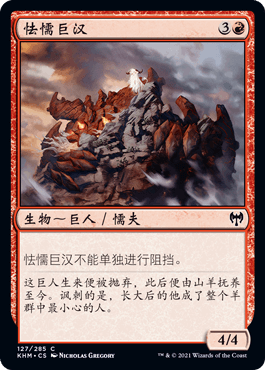 怯懦巨汉 3
生物～巨人／懦夫
怯懦巨汉不能单独进行阻挡。
这巨人生来便被抛弃，此后便由山羊抚养
至今。讽刺的是，长大后的他成了整个羊
群中最小心的人。
4/4
127/285 C
KHM • CS NICHOLAS GREGORY
™ & © 2021 Wizards of the Coast